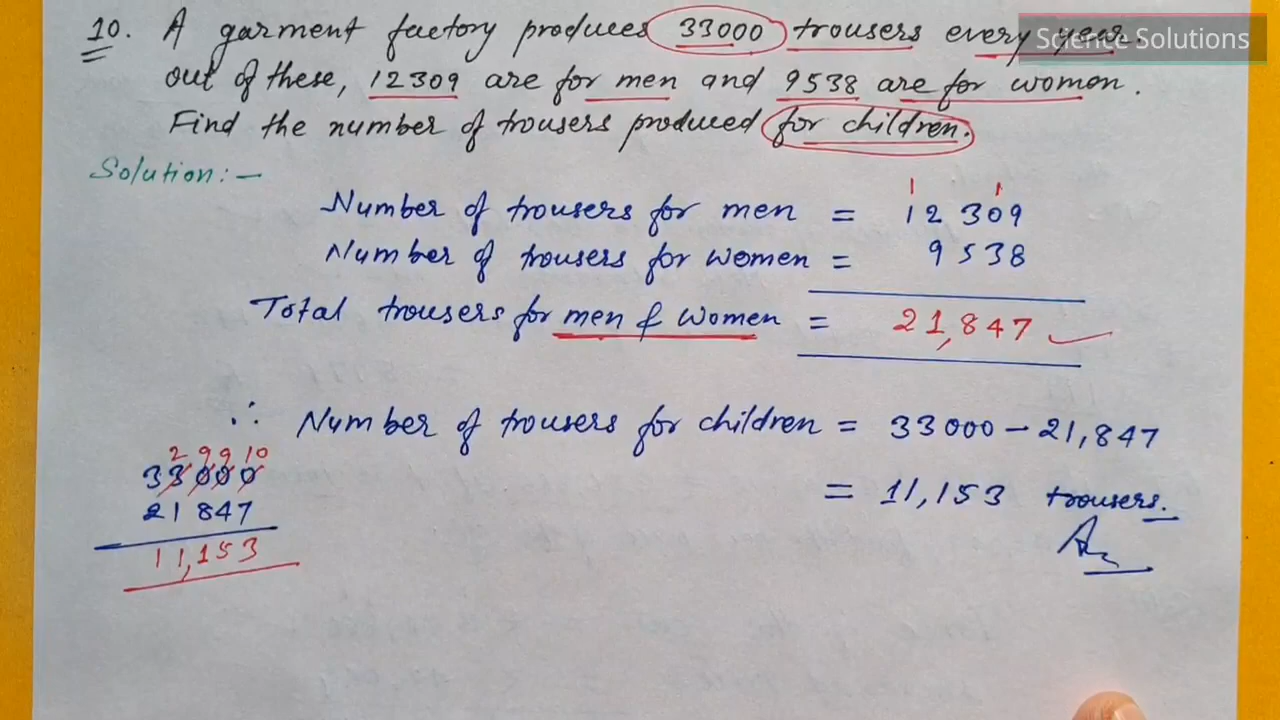 10. A garment factory produces 33000 trousers every year.
Science Solutions
out of these, 12309 are for men and 9538 are for women.
Find the number of trousers produced for children.
Solution:-
1 1
Number of trousers for men = 12309
Number of trousers for women = 9538
Total trousers for men & women = 21,847
∴ Number of trousers for children = 33000 - 21,847
= 11,153 trousers.
Ans
2 9 9 10
33000
21847
11,153